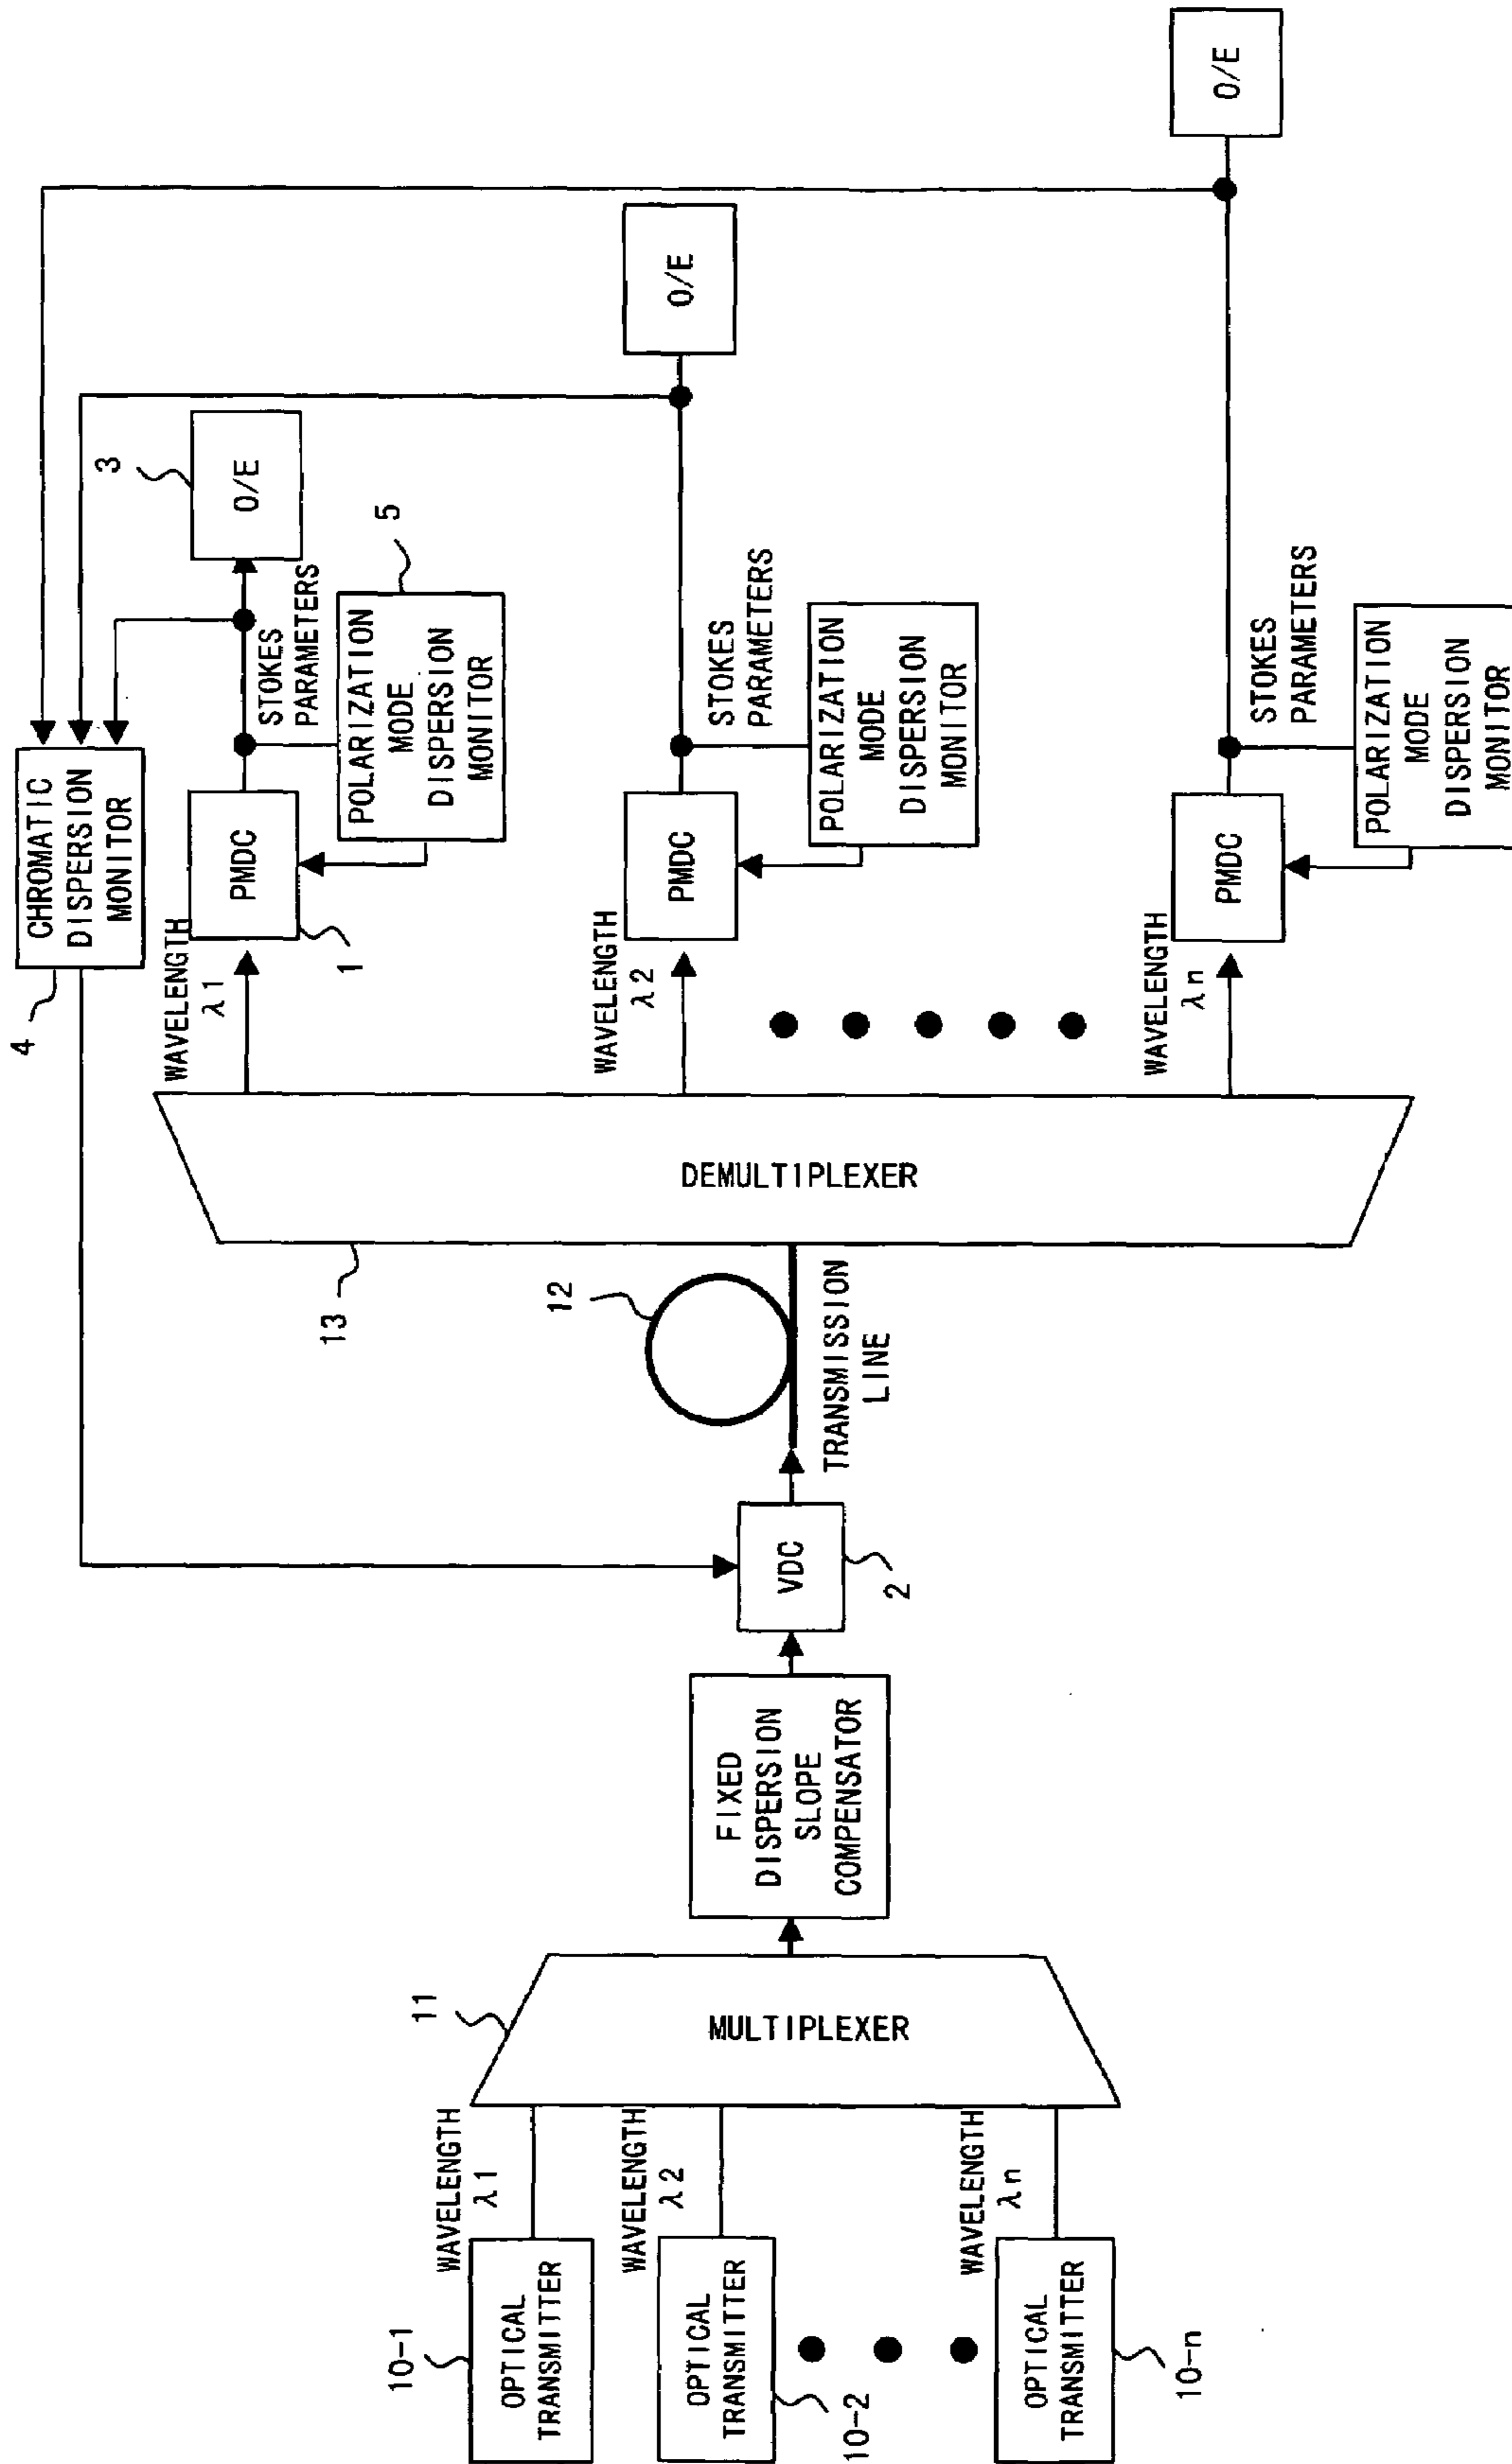 10-1
OPTICAL
TRANSMITTER
WAVELENGTH
λ1
10-2
OPTICAL
TRANSMITTER
WAVELENGTH
λ2
10-n
OPTICAL
TRANSMITTER
WAVELENGTH
λn
11
MULTIPLEXER
FIXED
DISPERSION
SLOPE
COMPENSATOR
VDC
2
12
TRANSMISSION
LINE
13
DEMULTIPLEXER
4
CHROMATIC
DISPERSION
MONITOR
WAVELENGTH
λ1
PMDC
1
STOKES
PARAMETERS
POLARIZATION
MODE
DISPERSION
MONITOR
5
O/E
3
WAVELENGTH
λ2
PMDC
STOKES
PARAMETERS
POLARIZATION
MODE
DISPERSION
MONITOR
O/E
WAVELENGTH
λn
PMDC
STOKES
PARAMETERS
POLARIZATION
MODE
DISPERSION
MONITOR
O/E